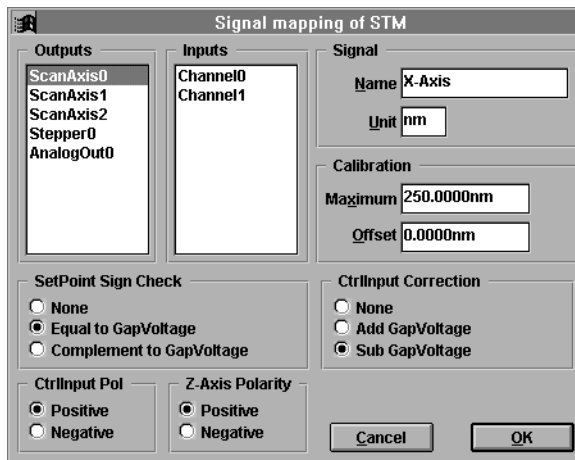 Signal mapping of STM
Outputs
ScanAxis0
ScanAxis1
ScanAxis2
Stepper0
AnalogOut0
Inputs
Channel0
Channel1
Signal
Name X-Axis
Unit nm
Calibration
Maximum 250.0000nm
Offset 0.0000nm
SetPoint Sign Check
None
Equal to GapVoltage
Complement to GapVoltage
CtrlInput Correction
None
Add GapVoltage
Sub GapVoltage
CtrlInput Pol
Positive
Negative
Z-Axis Polarity
Positive
Negative
Cancel
OK